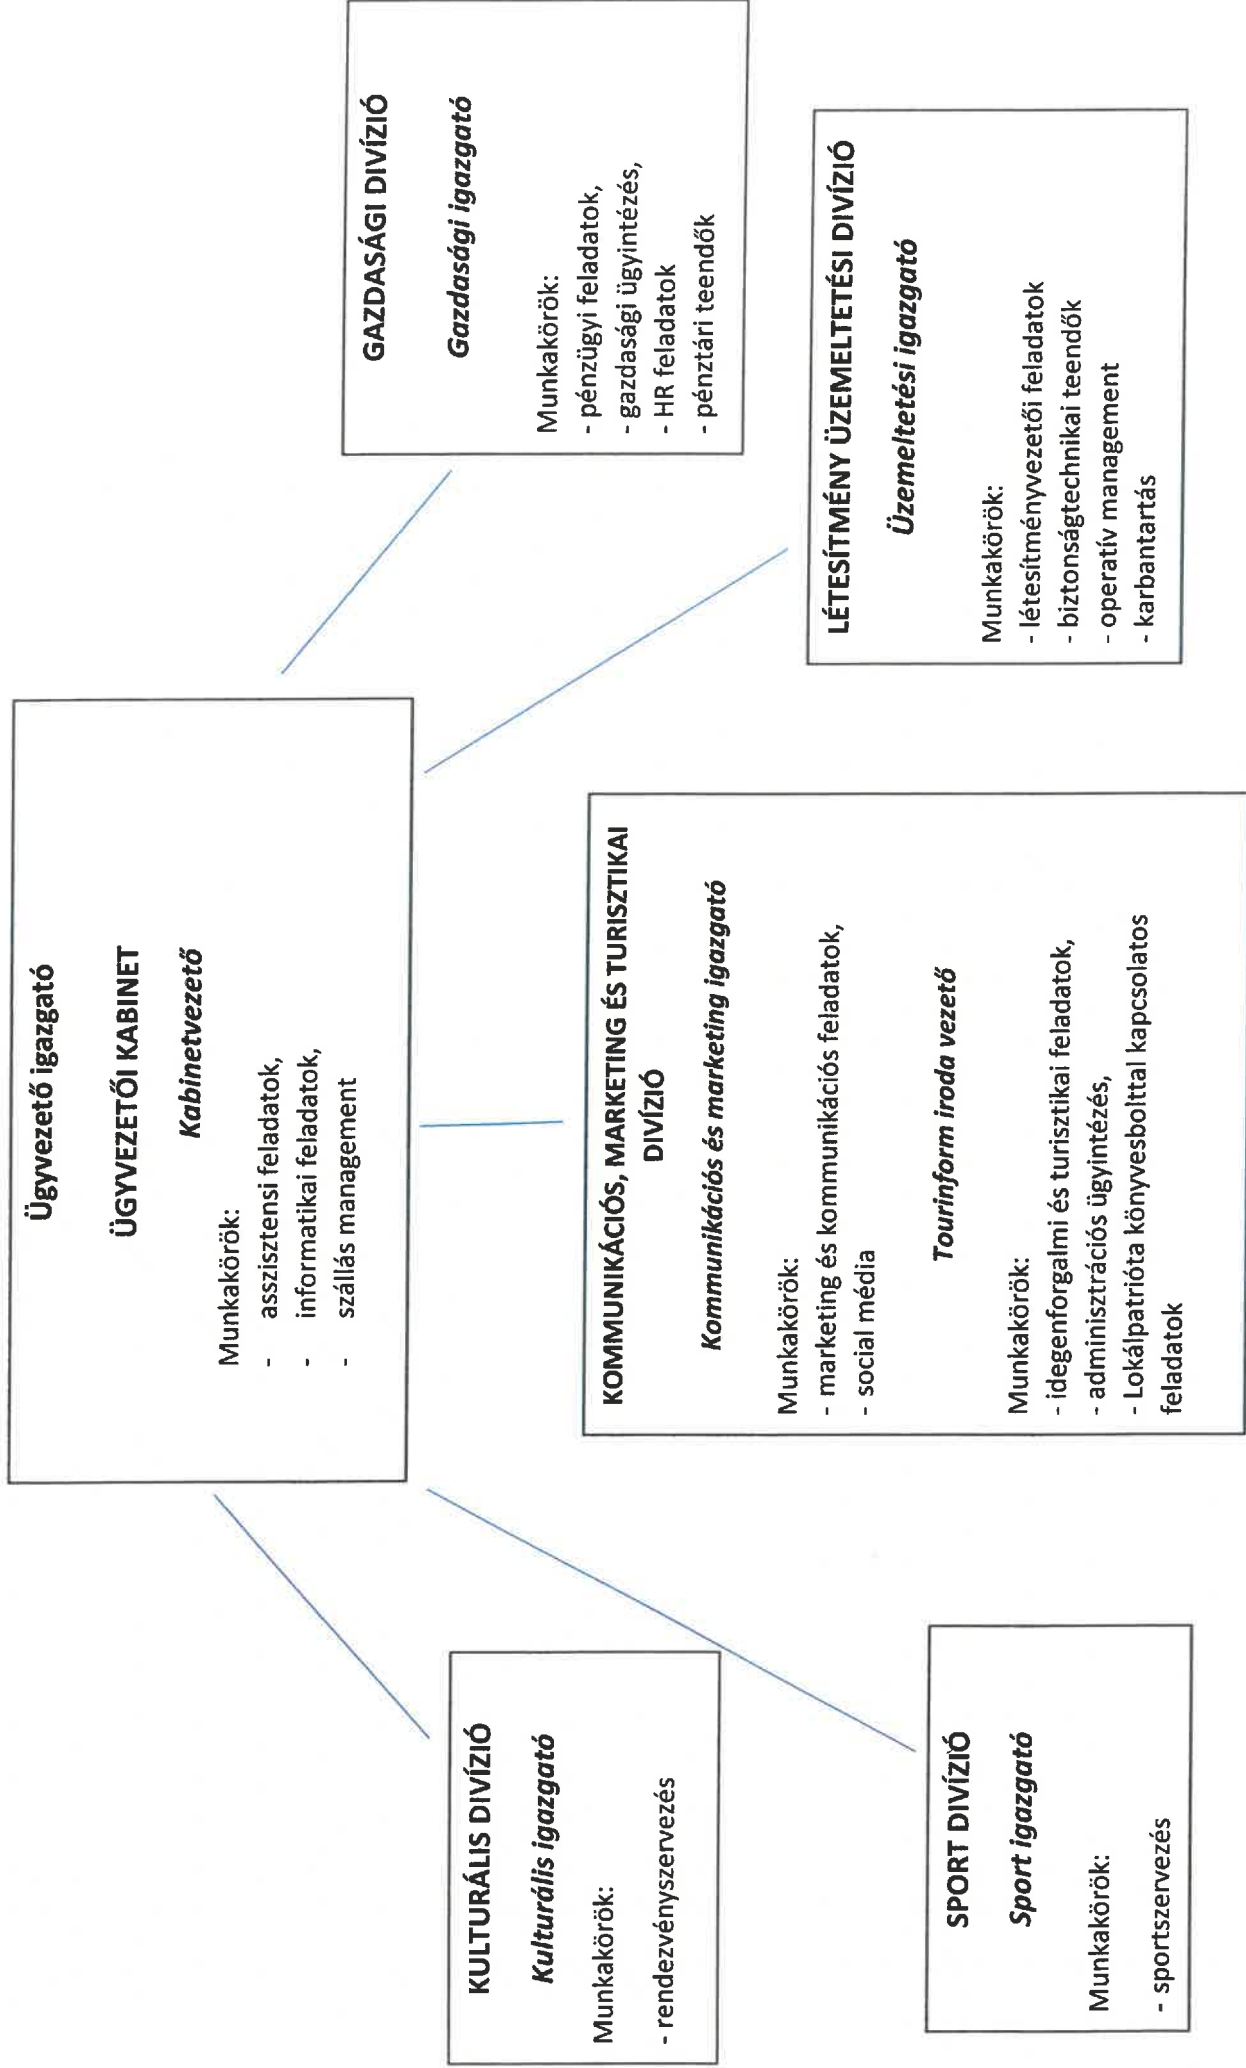 Ügyvezető igazgató
ÜGYVEZETŐI KABINET
Kabinetvezető
Munkakörök:
- asszisztensi feladatok,
- informatikai feladatok,
- szállás management
KULTURÁLIS DIVÍZIÓ
Kulturális igazgató
Munkakörök:
- rendezvényszervezés
SPORT DIVÍZIÓ
Sport igazgató
Munkakörök:
- sportszervezés
KOMMUNIKÁCIÓS, MARKETING ÉS TURISZTIKAI
DIVÍZIÓ
Kommunikációs és marketing igazgató
Munkakörök:
- marketing és kommunikációs feladatok,
- social média
Tourinform iroda vezető
Munkakörök:
- idegenforgalmi és turisztikai feladatok,
- adminisztrációs ügyintézés,
- Lokálpatrióta könyvesbolttal kapcsolatos
feladatok
LÉTESÍTMÉNY ÜZEMELTETÉSI DIVÍZIÓ
Üzemeltetési igazgató
Munkakörök:
- létesítményvezetői feladatok
- biztonságtechnikai teendők
- operatív management
- karbantartás
GAZDASÁGI DIVÍZIÓ
Gazdasági igazgató
Munkakörök:
- pénzügyi feladatok,
- gazdasági ügyintézés,
- HR feladatok
- pénztári teendők